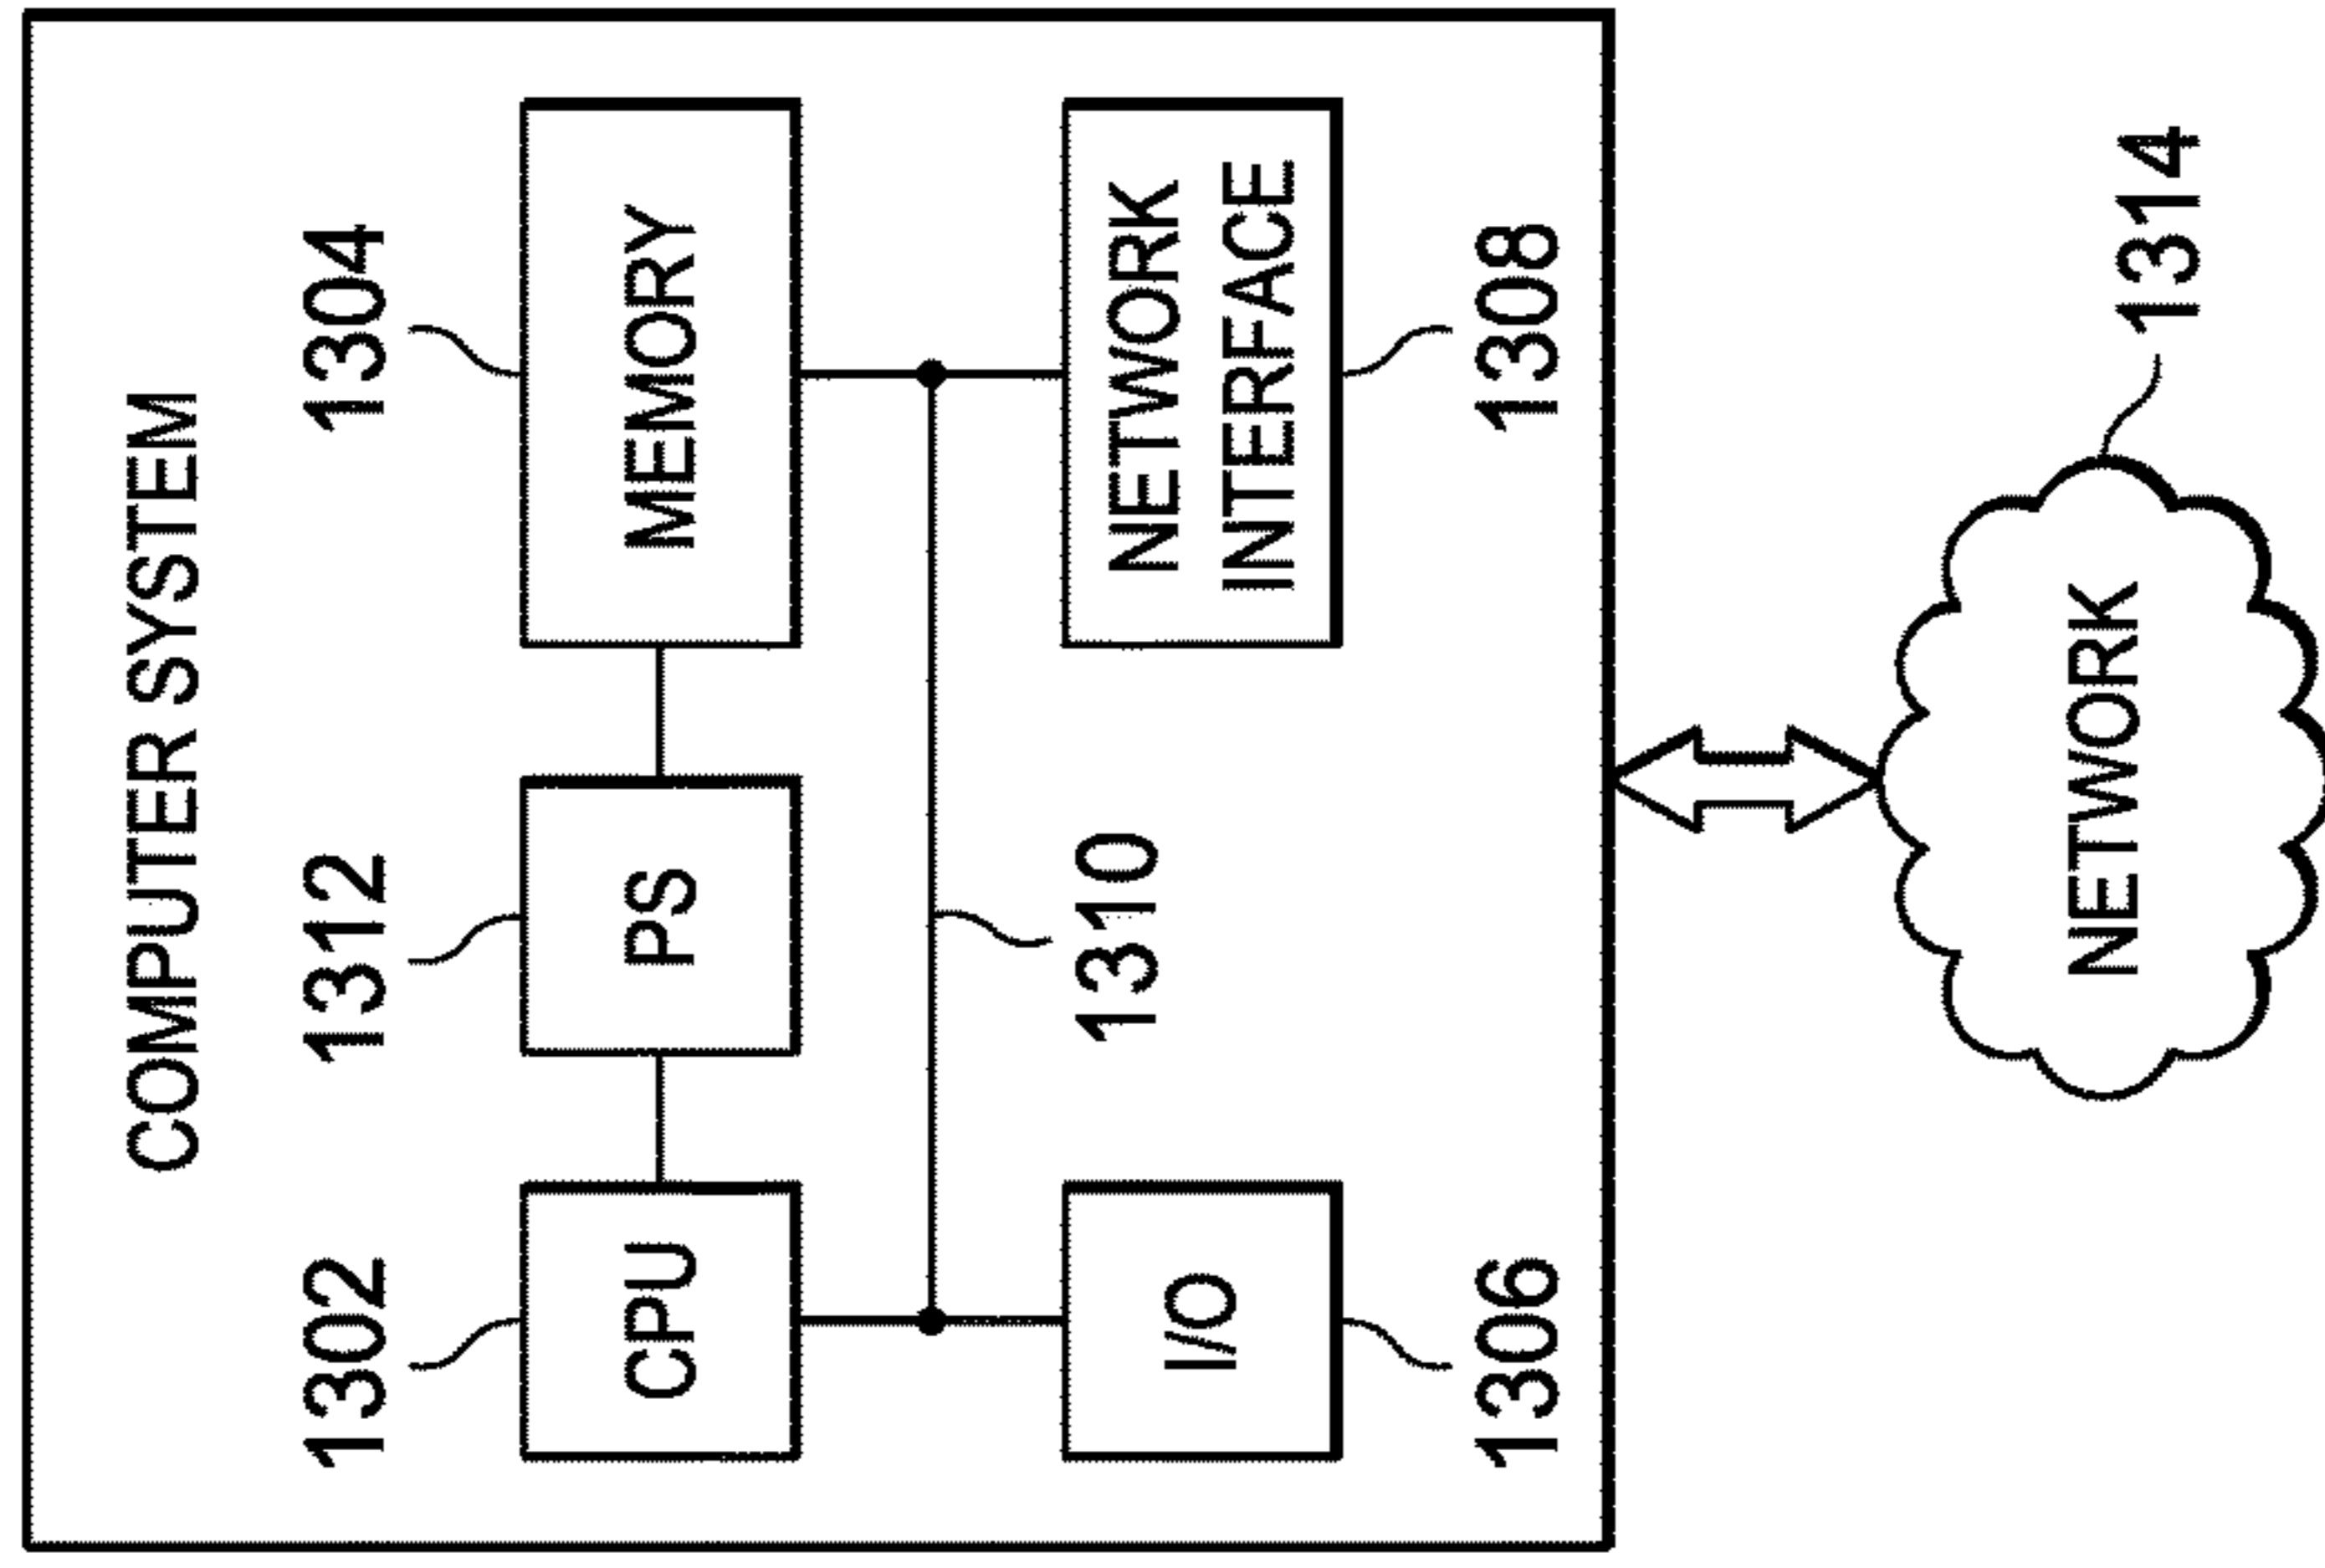 COMPUTER SYSTEM
1302
1312
1304
CPU
PS
MEMORY
1310
I/O
NETWORK
INTERFACE
1306
1308
NETWORK
1314